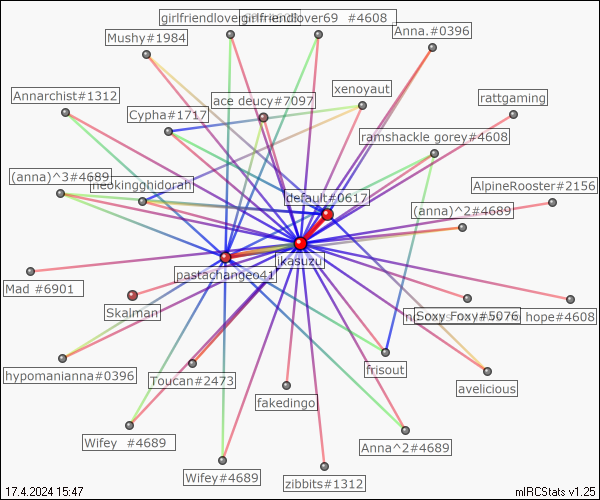 girlfriendlove
girlfriendlover69 #4608
Mushy#1984
Anna.#0396
xenoyaut
Annarchist#1312
ace deucy#7097
rattgaming
Cypha#1717
ramshackle gorey#4608
(anna)^3#4689
neokingghidorah
default#0617
AlpineRooster#2156
(anna)^2#4689
ikasuzu
pastachangeo41
Mad #6901
Skalman
Soxy Foxy#5076
hope#4608
hypomanianna#0396
Toucan#2473
frisout
avelicious
fakedingo
Wifey #4689
Anna^2#4689
Wifey#4689
zibbits#1312
17.4.2024 15:47
mIRCStats v1.25